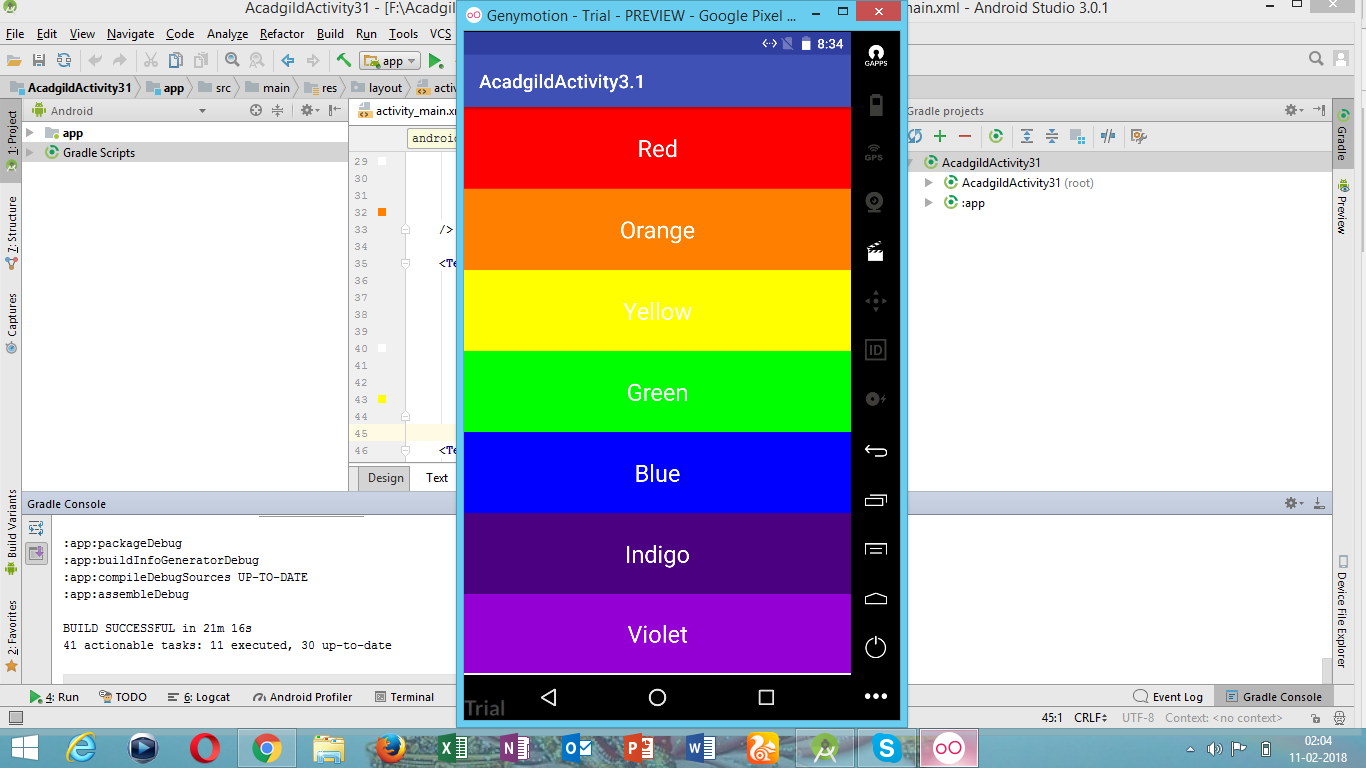 AcadgildActivity31 - [F:\Acadgil
Genymotion - Trial - PREVIEW - Google Pixel ...
main.xml - Android Studio 3.0.1
File Edit View Navigate Code Analyze Refactor Build Run Tools VCS
app
AcadgildActivity31 app src main res layout activ
Android
activity_main.xm
Gradle projects
1: Project
7: Structure
Captures
Build Variants
2: Favorites
app
Gradle Scripts
androi
29
30
31
32
33 />
34
35 <Te
36
37
38
39
40
41
42
43
44
45
46 <Te
Design Text
8:34
AcadgildActivity3.1
Red
Orange
Yellow
Green
Blue
Indigo
Violet
Trial
GAPPS
GPS
ID
AcadgildActivity31
AcadgildActivity31 (root)
:app
Gradle
Preview
Device File Explorer
Gradle Console
:app:packageDebug
:app:buildInfoGeneratorDebug
:app:compileDebugSources UP-TO-DATE
:app:assembleDebug
BUILD SUCCESSFUL in 21m 16s
41 actionable tasks: 11 executed, 30 up-to-date
4: Run TODO 6: Logcat Android Profiler Terminal
Event Log Gradle Console
45:1 CRLF UTF-8 Context: <no context>
02:04
11-02-2018